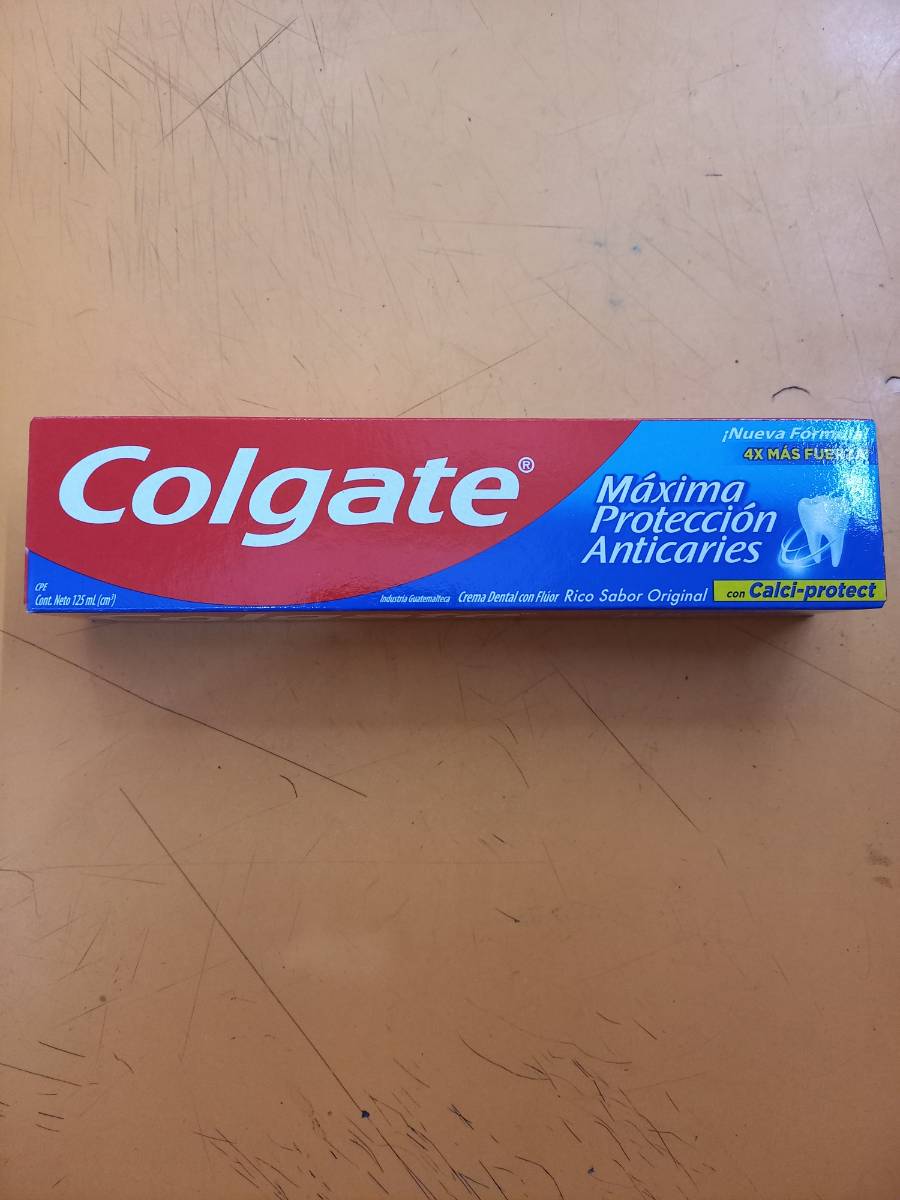 Colgate®
¡Nueva Fórmula!
4X MÁS FUERZA
Máxima
Protección
Anticaries
con Calci-protect
CPE
Cont. Neto 125 mL (cm³)
Industria Guatemalteca Crema Dental con Flúor Rico Sabor Original